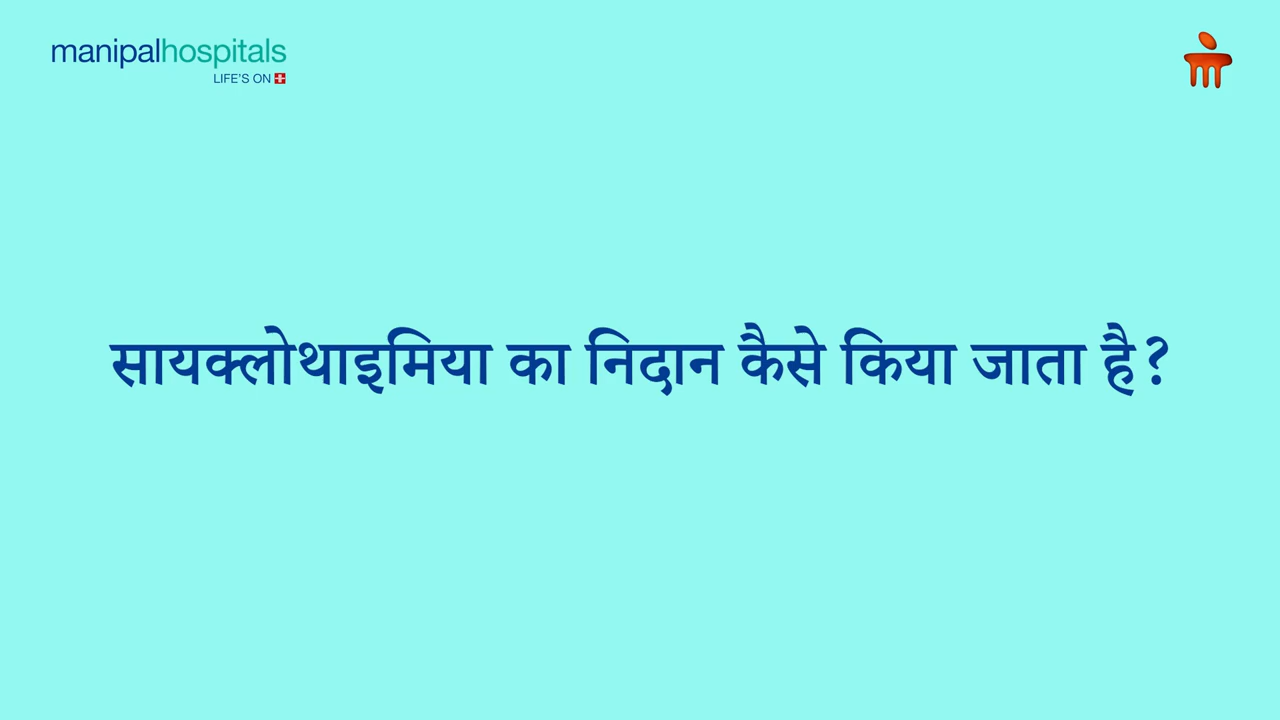 manipalhospitals
LIFE'S ON
सायक्लोथाइमिया का निदान कैसे किया जाता है?